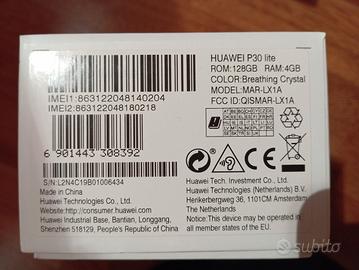 HUAWEI P30 lite
ROM:128GB RAM:4GB
COLOR:Breathing Crystal
MODEL:MAR-LX1A
FCC ID:QISMAR-LX1A
IMEI1:863122048140204
IMEI2:863122048180218
6 901443 308392
S/N:L2N4C19B01006434
Made in China
Huawei Technologies Co., Ltd.
Website:http://consumer.huawei.com
Huawei Industrial Base, Bantian, Longgang,
Shenzhen 518129, People's Republic of China
CE
Huawei Tech. Investment Co., Ltd.
Huawei Technologies (Netherlands) B.V.
Herikerbergweg 36, 1101CM Amsterdam
The Netherlands
Notice:This device may be operated in all
member states of the EU.
subito